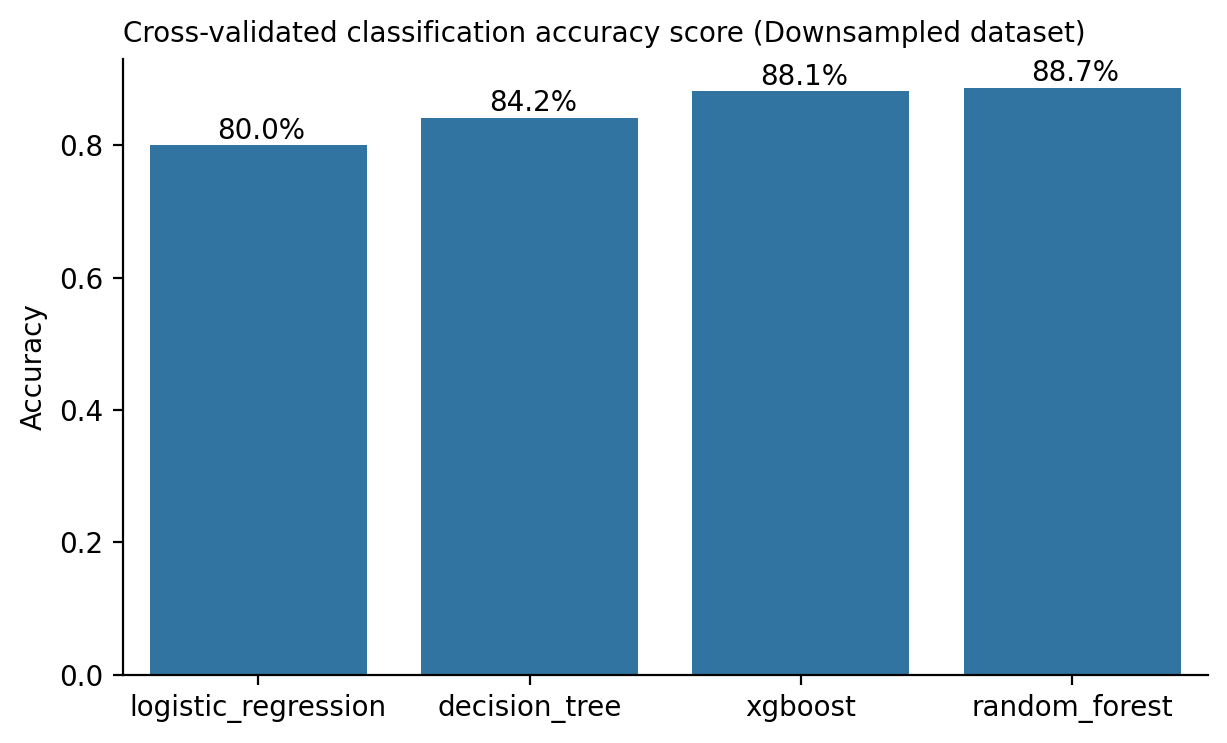 Cross-validated classification accuracy score (Downsampled dataset)
80.0%
84.2%
88.1%
88.7%
Accuracy
0.8
0.6
0.4
0.2
0.0
logistic_regression
decision_tree
xgboost
random_forest